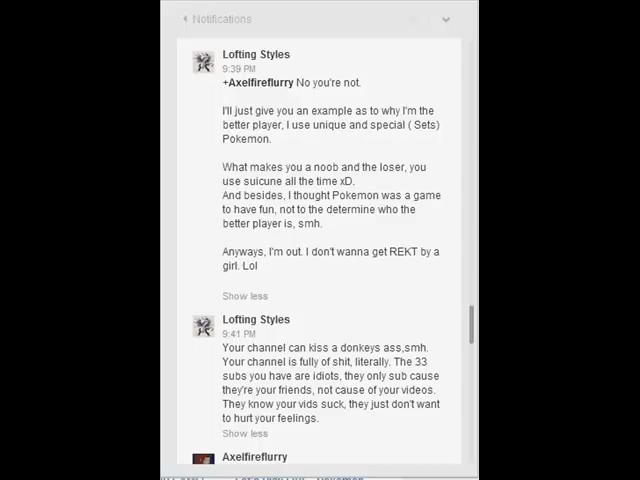 Notifications
Lofting Styles
9:39 PM
+Axelfireflurry No you're not.
I'll just give you an example as to why I'm the
better player, I use unique and special ( Sets)
Pokemon.
What makes you a noob and the loser, you
use suicune all the time xD.
And besides, I thought Pokemon was a game
to have fun, not to the determine who the
better player is, smh.
Anyways, I'm out. I don't wanna get REKT by a
girl. Lol
Show less
Lofting Styles
9:41 PM
Your channel can kiss a donkeys ass,smh.
Your channel is fully of shit, literally. The 33
subs you have are idiots, they only sub cause
they're your friends, not cause of your videos.
They know your vids suck, they just don't want
to hurt your feelings.
Show less
Axelfireflurry